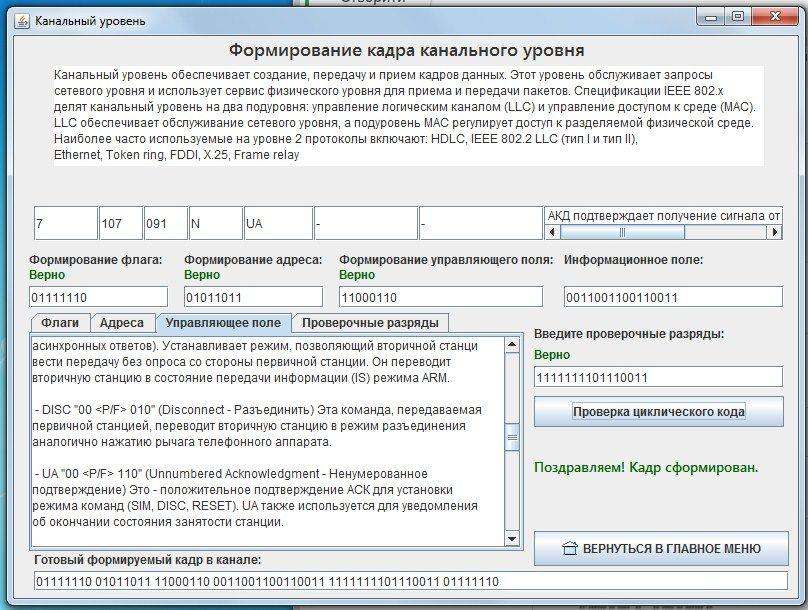 Канальный уровень
Формирование кадра канального уровня
Канальный уровень обеспечивает создание, передачу и прием кадров данных. Этот уровень обслуживает запросы
сетевого уровня и использует сервис физического уровня для приема и передачи пакетов. Спецификации IEEE 802.x
делят канальный уровень на два подуровня: управление логическим каналом (LLC) и управление доступом к среде (MAC).
LLC обеспечивает обслуживание сетевого уровня, а подуровень MAC регулирует доступ к разделяемой физической среде.
Наиболее часто используемые на уровне 2 протоколы включают: HDLC, IEEE 802.2 LLC (тип I и тип II),
Ethernet, Token ring, FDDI, X.25, Frame relay
7 107 091 N UA - - АКД подтверждает получение сигнала от
Формирование флага: Формирование адреса: Формирование управляющего поля: Информационное поле:
Верно Верно Верно
01111110 01011011 11000110 0011001100110011
Флаги Адреса Управляющее поле Проверочные разряды
асинхронных ответов). Устанавливает режим, позволяющий вторичной станци
вести передачу без опроса со стороны первичной станции. Он переводит
вторичную станцию в состояние передачи информации (IS) режима ARM.
- DISC "00 <P/F> 010" (Disconnect - Разъединить) Эта команда, передаваемая
первичной станцией, переводит вторичную станцию в режим разъединения
аналогично нажатию рычага телефонного аппарата.
- UA "00 <P/F> 110" (Unnumbered Acknowledgment - Ненумерованное
подтверждение) Это - положительное подтверждение АСК для установки
режима команд (SIM, DISC, RESET). UA также используется для уведомления
об окончании состояния занятости станции.
Введите проверочные разряды:
Верно
1111111101110011
Проверка циклического кода
Поздравляем! Кадр сформирован.
ВЕРНУТЬСЯ В ГЛАВНОЕ МЕНЮ
Готовый формируемый кадр в канале:
01111110 01011011 11000110 0011001100110011 1111111101110011 01111110